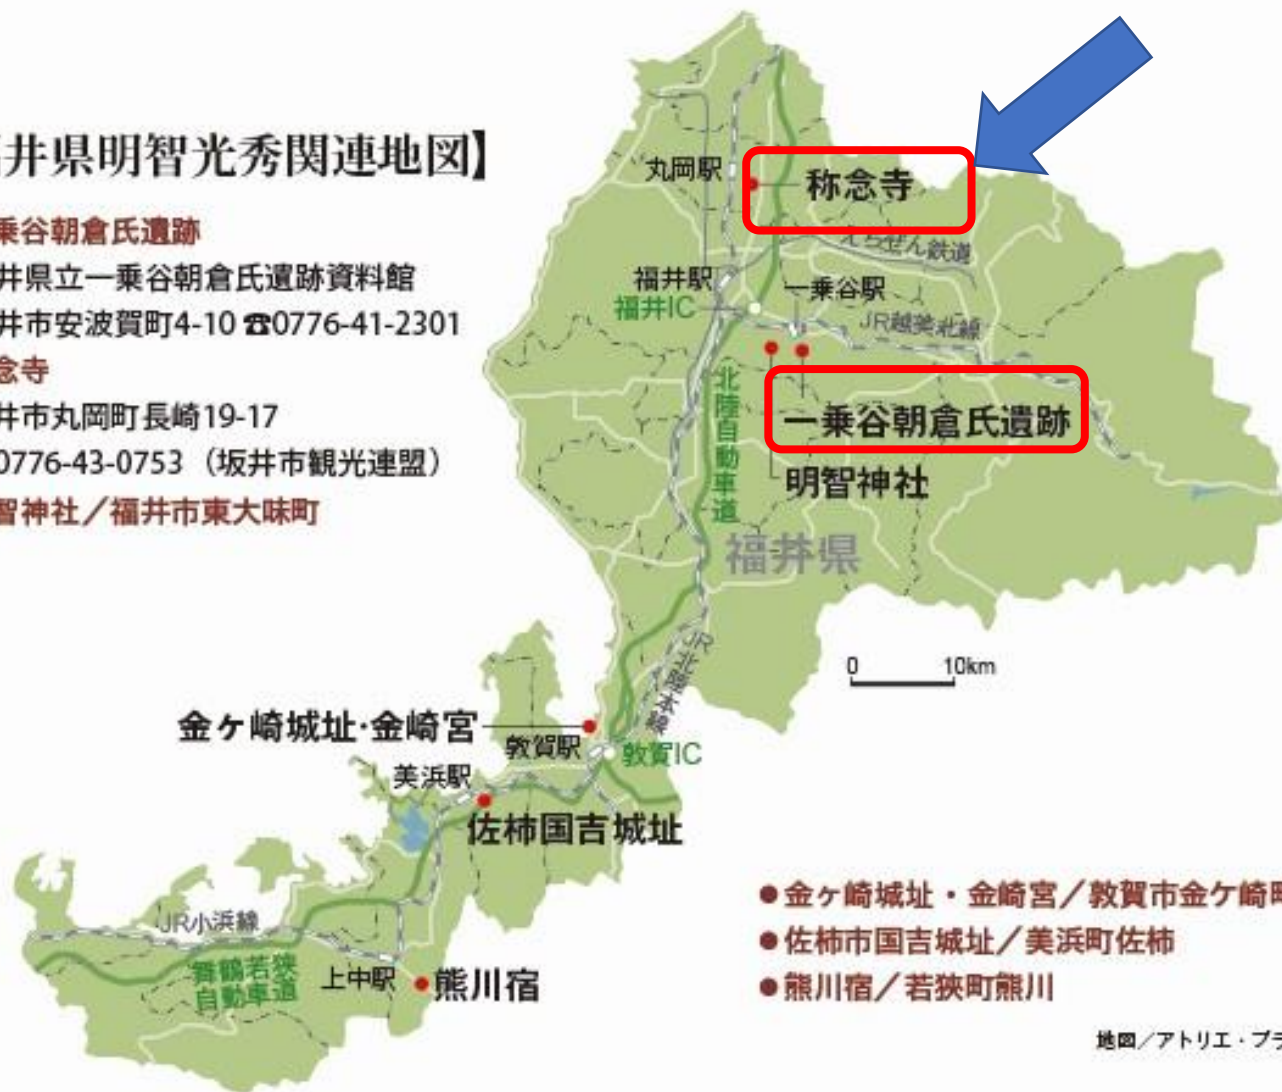 井県明智光秀関連地図】
乗谷朝倉氏遺跡
井県立一乗谷朝倉氏遺跡資料館
井市安波賀町4-10 ☎0776-41-2301
念寺
井市丸岡町長崎19-17
0776-43-0753（坂井市観光連盟）
智神社／福井市東大味町
丸岡駅
称念寺
えちぜん鉄道
福井駅
福井IC
一乗谷駅
JR越美北線
北陸自動車道
一乗谷朝倉氏遺跡
明智神社
福井県
0 10km
JR北陸本線
金ヶ崎城址・金崎宮
敦賀駅
敦賀IC
美浜駅
佐柿国吉城址
JR小浜線
舞鶴若狭
自動車道
上中駅
熊川宿
●金ヶ崎城址・金崎宮／敦賀市金ケ崎町
●佐柿市国吉城址／美浜町佐柿
●熊川宿／若狭町熊川
地図／アトリエ・プラ